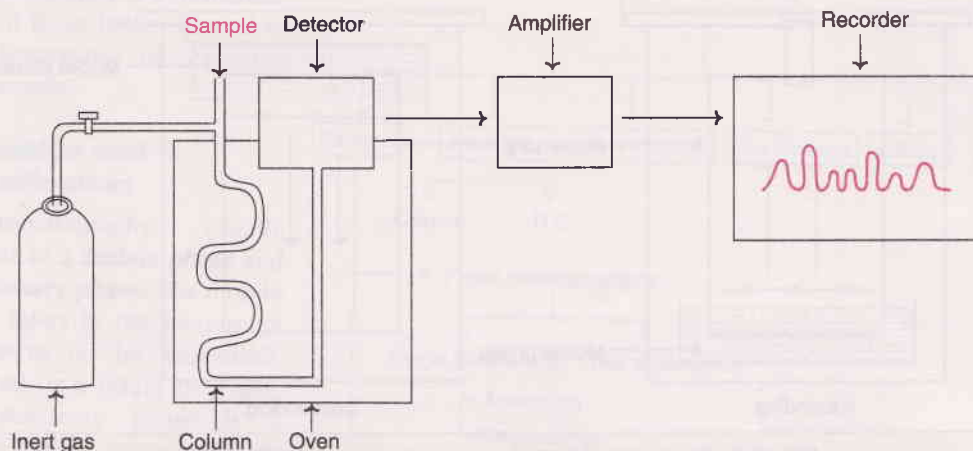 Sample
Detector
Amplifier
Recorder
Inert gas
Column
Oven